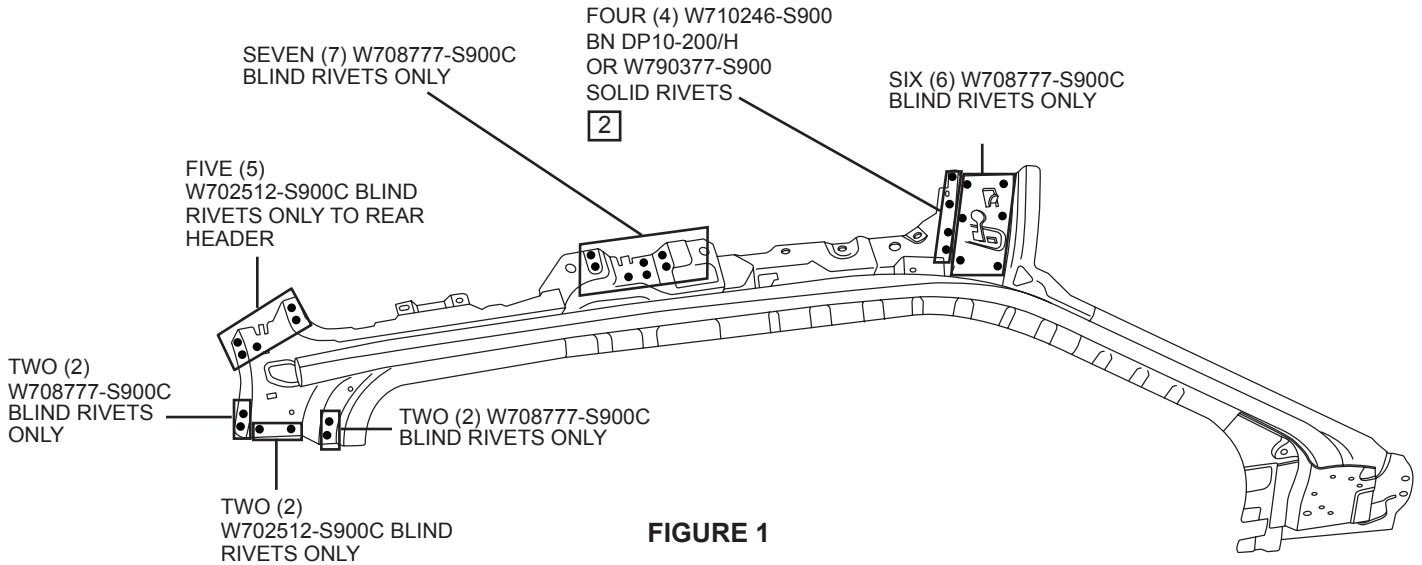 FOUR (4) W710246-S900
BN DP10-200/H
OR W790377-S900
SOLID RIVETS
2
SEVEN (7) W708777-S900C
BLIND RIVETS ONLY
SIX (6) W708777-S900C
BLIND RIVETS ONLY
FIVE (5)
W702512-S900C BLIND
RIVETS ONLY TO REAR
HEADER
TWO (2)
W708777-S900C
BLIND RIVETS
ONLY
TWO (2) W708777-S900C
BLIND RIVETS ONLY
TWO (2)
W702512-S900C BLIND
RIVETS ONLY
FIGURE 1